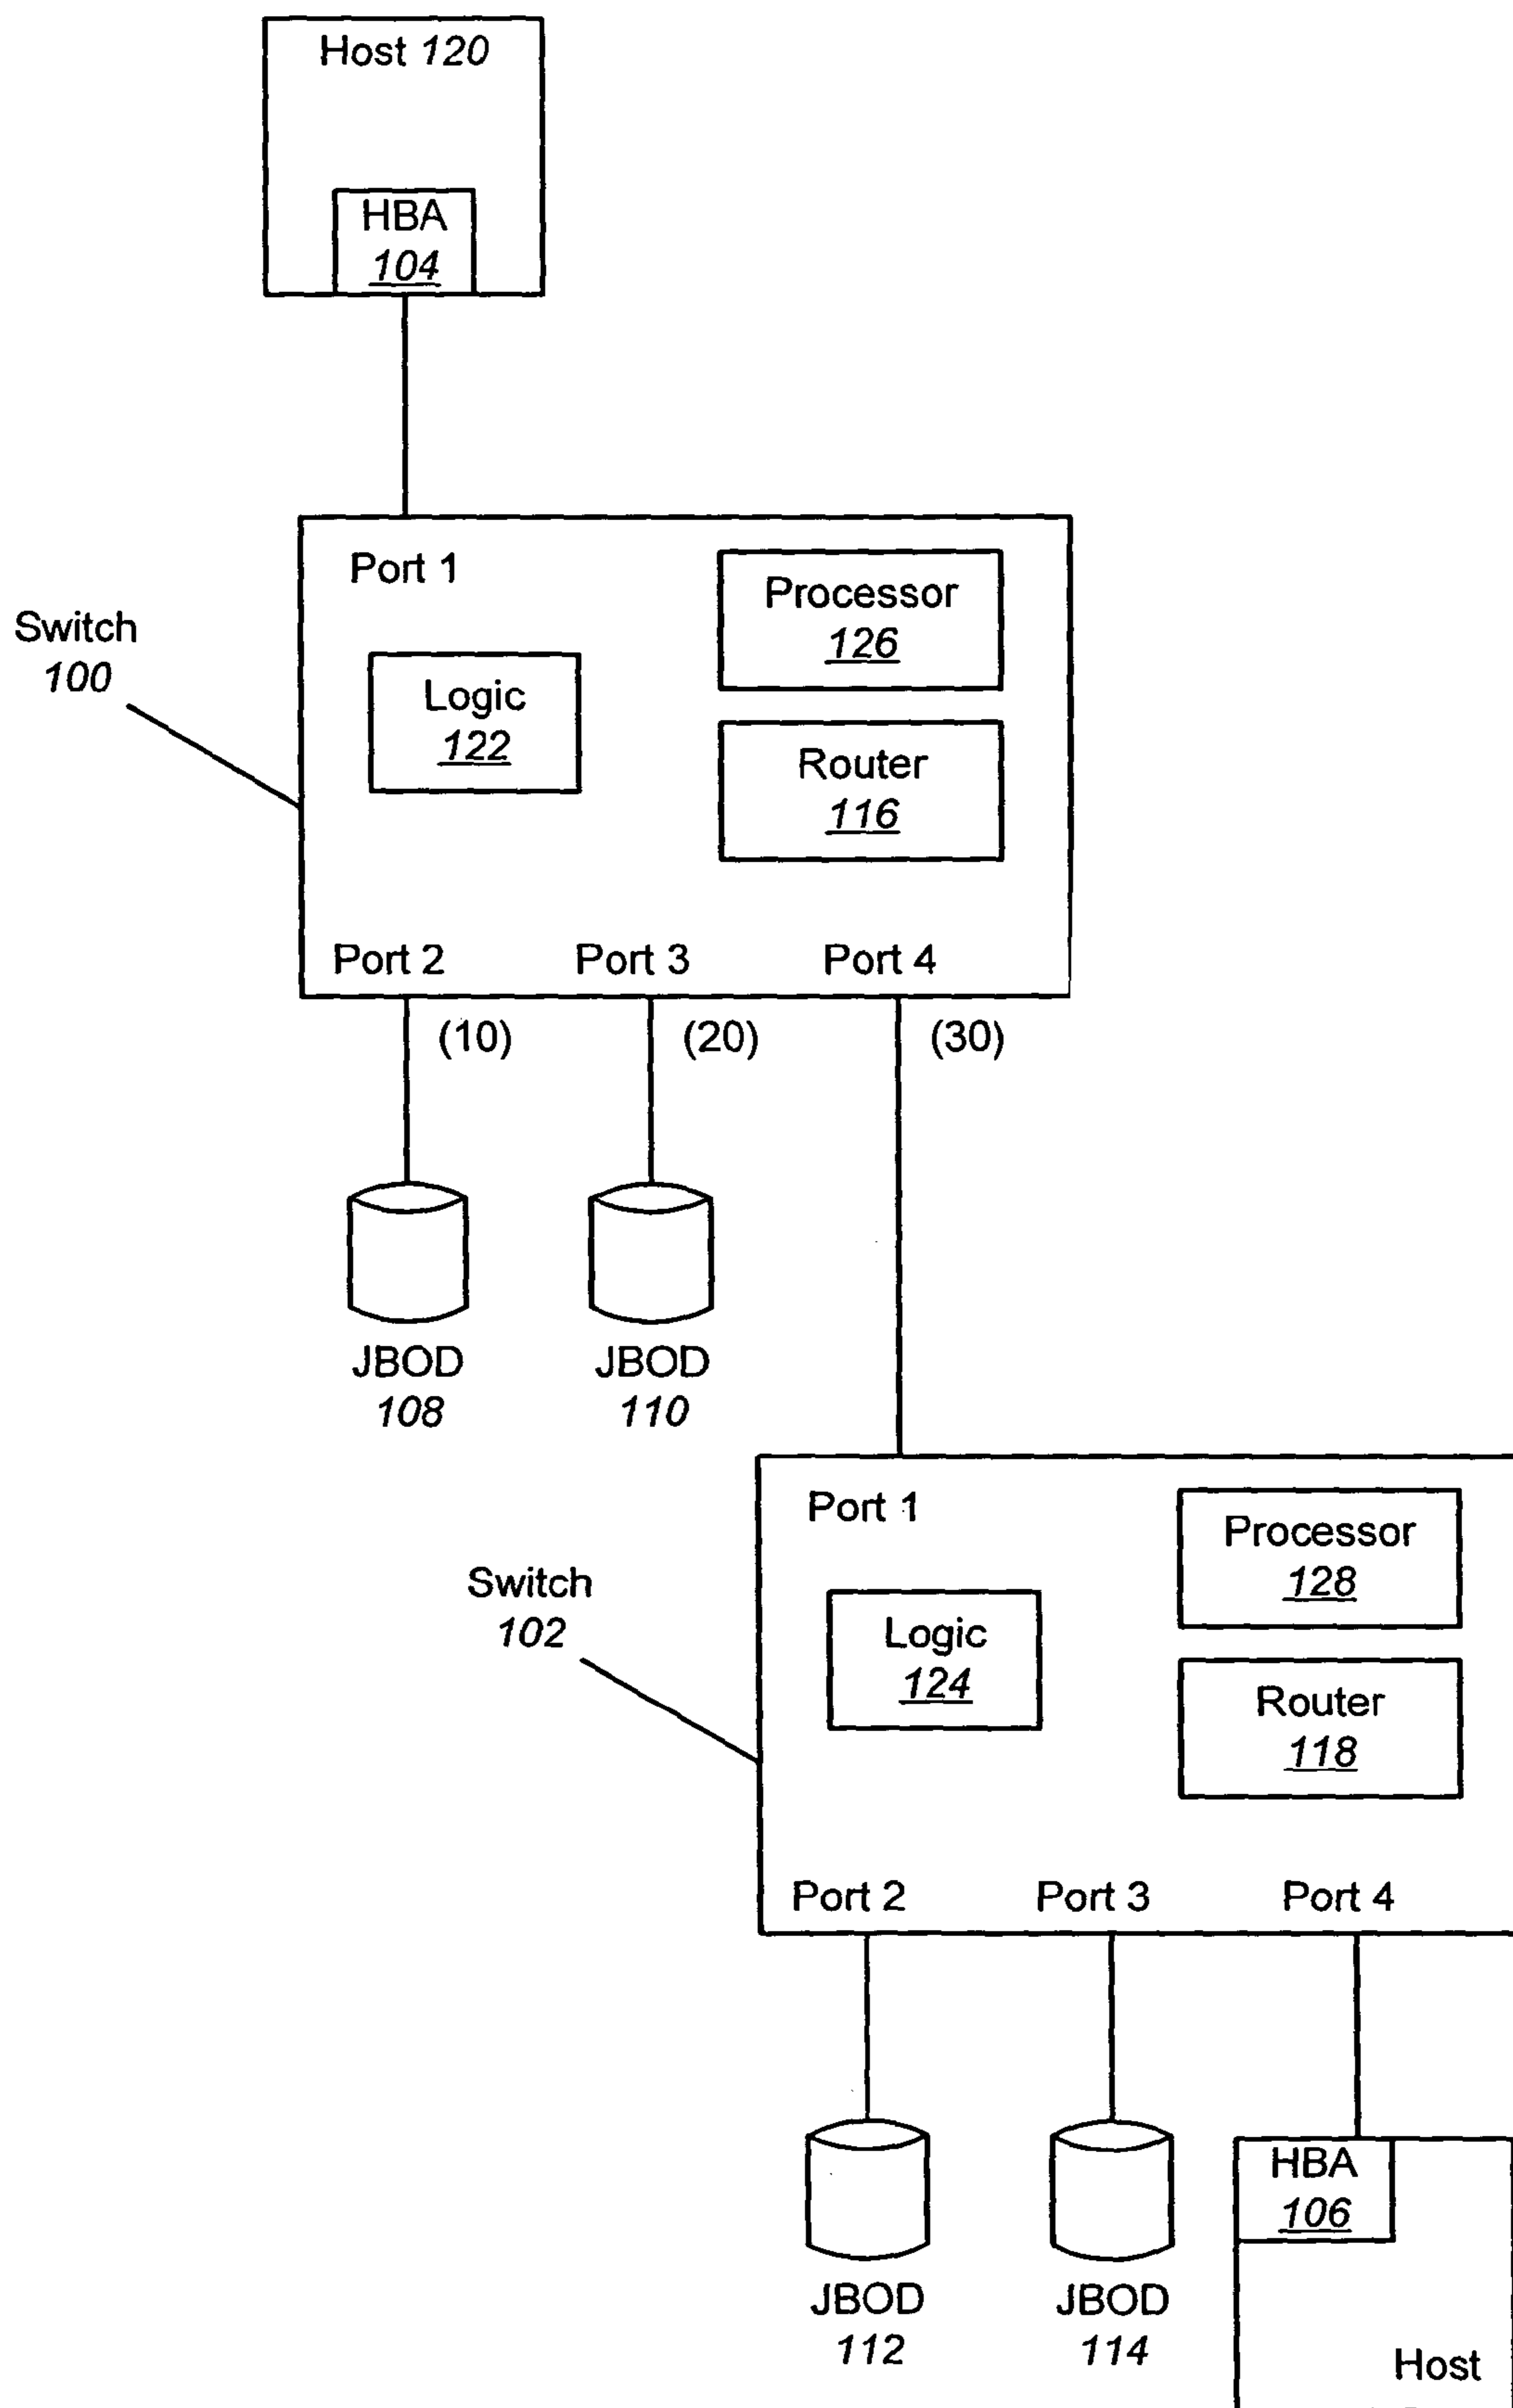 Host 120
HBA
104
Port 1
Processor
126
Switch
100
Logic
122
Router
116
Port 2
Port 3
Port 4
(10)
(20)
(30)
JBOD
108
JBOD
110
Port 1
Processor
128
Switch
102
Logic
124
Router
118
Port 2
Port 3
Port 4
HBA
106
JBOD
112
JBOD
114
Host